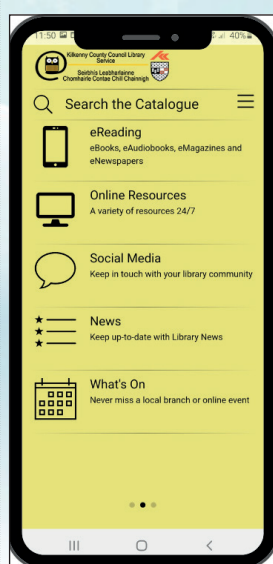 11:50
40%
Kilkenny County Council Library
Service
Seirbhís Leabharlainne
Chomhairle Contae Chill Chainnigh
Search the Catalogue
eReading
eBooks, eAudiobooks, eMagazines and
eNewspapers
Online Resources
A variety of resources 24/7
Social Media
Keep in touch with your library community
News
Keep up-to-date with Library News
What's On
Never miss a local branch or online event